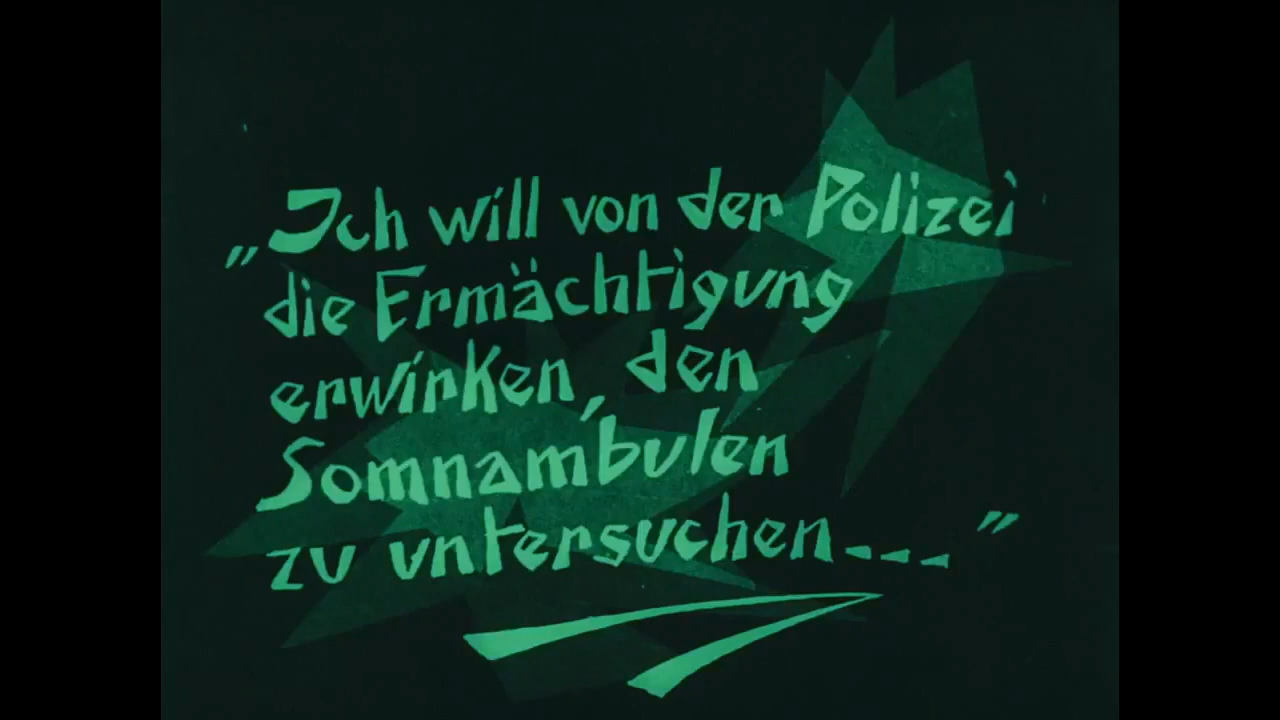 „Ich will von der Polizei
die Ermächtigung
erwirken, den
Somnambulen
zu untersuchen---"